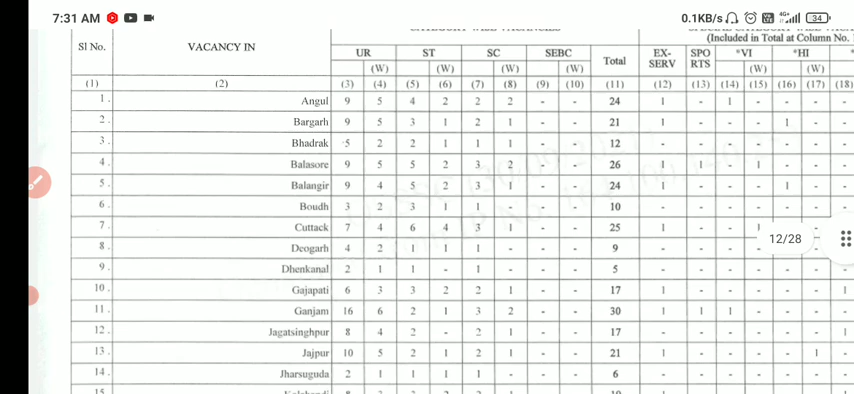 7:31 AM 0.1KB/s 4G+ 34
Sl No. VACANCY IN (Included in Total at Column No.
UR ST SC SEBC Total EX-SERV SPORTS *VI *HI
(W) (W) (W) (W) (W) (W)
(1) (2) (3) (4) (5) (6) (7) (8) (9) (10) (11) (12) (13) (14) (15) (16) (17) (18)
1. Angul 9 5 4 2 2 2 - - 24 1 - 1 - - - -
2. Bargarh 9 5 3 1 2 1 - - 21 1 - - - 1 - -
3. Bhadrak 5 2 2 1 1 1 - - 12 - - - - - - -
4. Balasore 9 5 5 2 3 2 - - 26 1 1 - 1 - - -
5. Balangir 9 4 5 2 3 1 - - 24 1 - - - 1 - -
6. Boudh 3 2 3 1 1 - - - 10 - - - - - - -
7. Cuttack 7 4 6 4 3 1 - - 25 1 - - 1 -
8. Deogarh 4 2 1 1 1 - - - 9 - - - -
12/28
9. Dhenkanal 2 1 1 - 1 - - - 5 - - - - - - -
10. Gajapati 6 3 3 2 2 1 - - 17 1 - - - - - 1
11. Ganjam 16 6 2 1 3 2 - - 30 1 1 1 - - - -
12. Jagatsinghpur 8 4 2 - 2 1 - - 17 - - - - - - 1
13. Jajpur 10 5 2 1 2 1 - - 21 1 - - - - 1 -
14. Jharsuguda 2 1 1 1 1 - - - 6 - - - - - - -